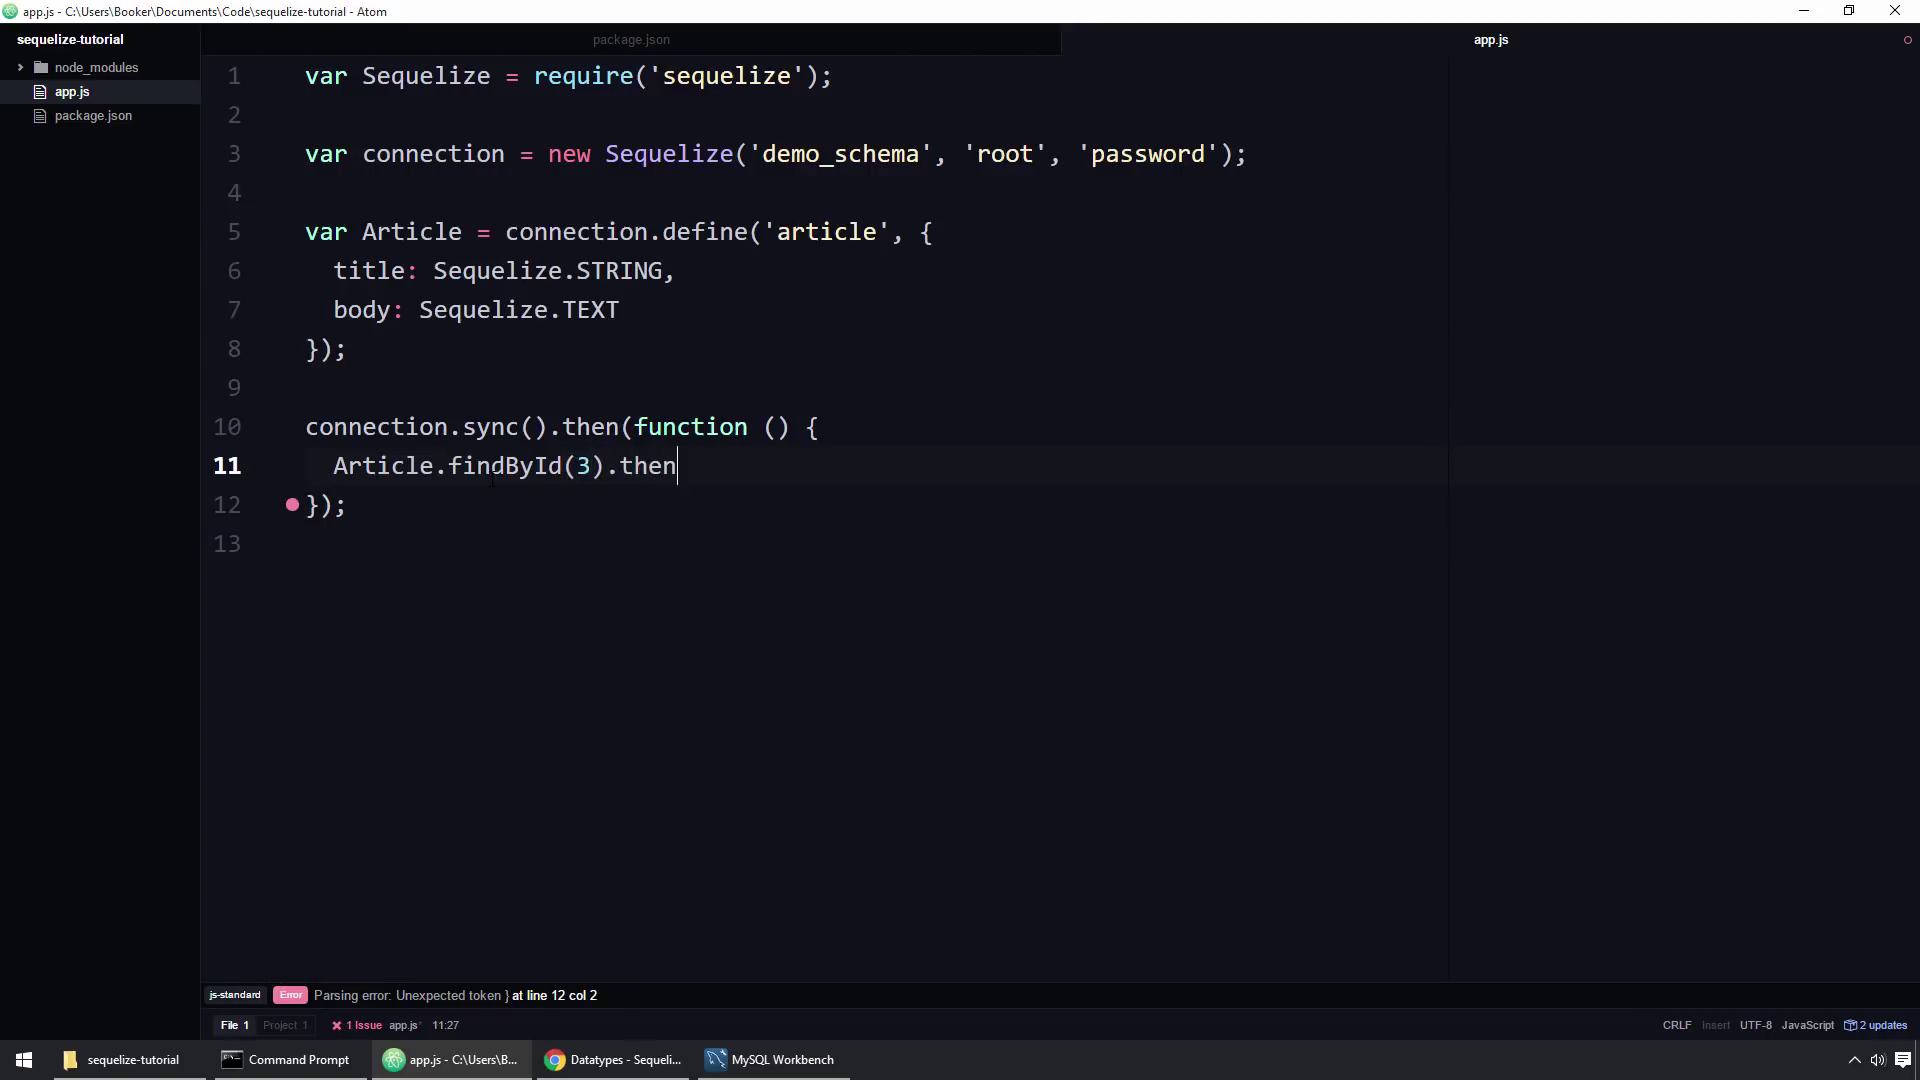 app.js - C:\Users\Booker\Documents\Code\sequelize-tutorial - Atom
sequelize-tutorial
node_modules
app.js
package.json
package.json
app.js
1 var Sequelize = require('sequelize');
2
3 var connection = new Sequelize('demo_schema', 'root', 'password');
4
5 var Article = connection.define('article', {
6 title: Sequelize.STRING,
7 body: Sequelize.TEXT
8 });
9
10 connection.sync().then(function () {
11 Article.findById(3).then
12 });
13
js-standard Error Parsing error: Unexpected token } at line 12 col 2
File 1 Project 1 1 Issue app.js* 11:27 CRLF Insert UTF-8 JavaScript 2 updates
sequelize-tutorial Command Prompt app.js - C:\Users\B... Datatypes - Sequeli... MySQL Workbench